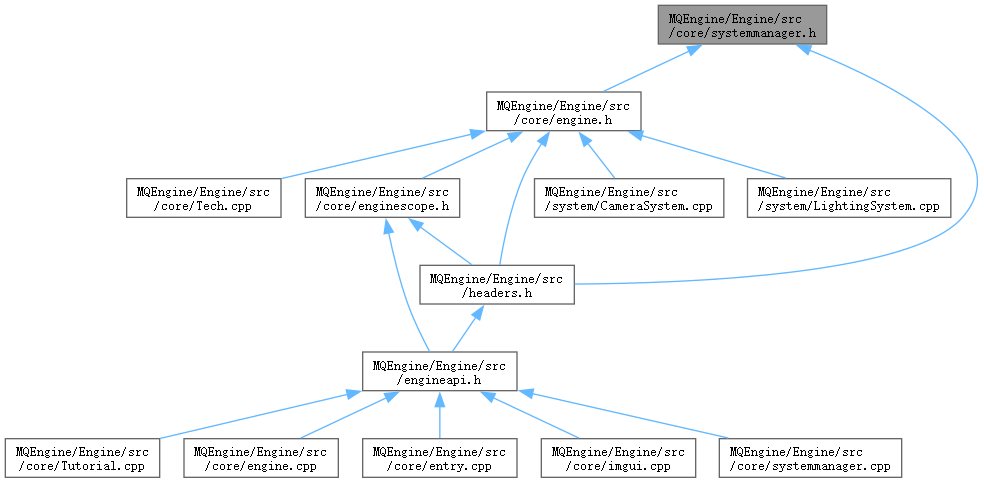 MQEngine/Engine/src
/core/systemmanager.h
MQEngine/Engine/src
/core/engine.h
MQEngine/Engine/src
/core/Tech.cpp
MQEngine/Engine/src
/core/enginescope.h
MQEngine/Engine/src
/system/CameraSystem.cpp
MQEngine/Engine/src
/system/LightingSystem.cpp
MQEngine/Engine/src
/headers.h
MQEngine/Engine/src
/engineapi.h
MQEngine/Engine/src
/core/Tutorial.cpp
MQEngine/Engine/src
/core/engine.cpp
MQEngine/Engine/src
/core/entry.cpp
MQEngine/Engine/src
/core/imgui.cpp
MQEngine/Engine/src
/core/systemmanager.cpp